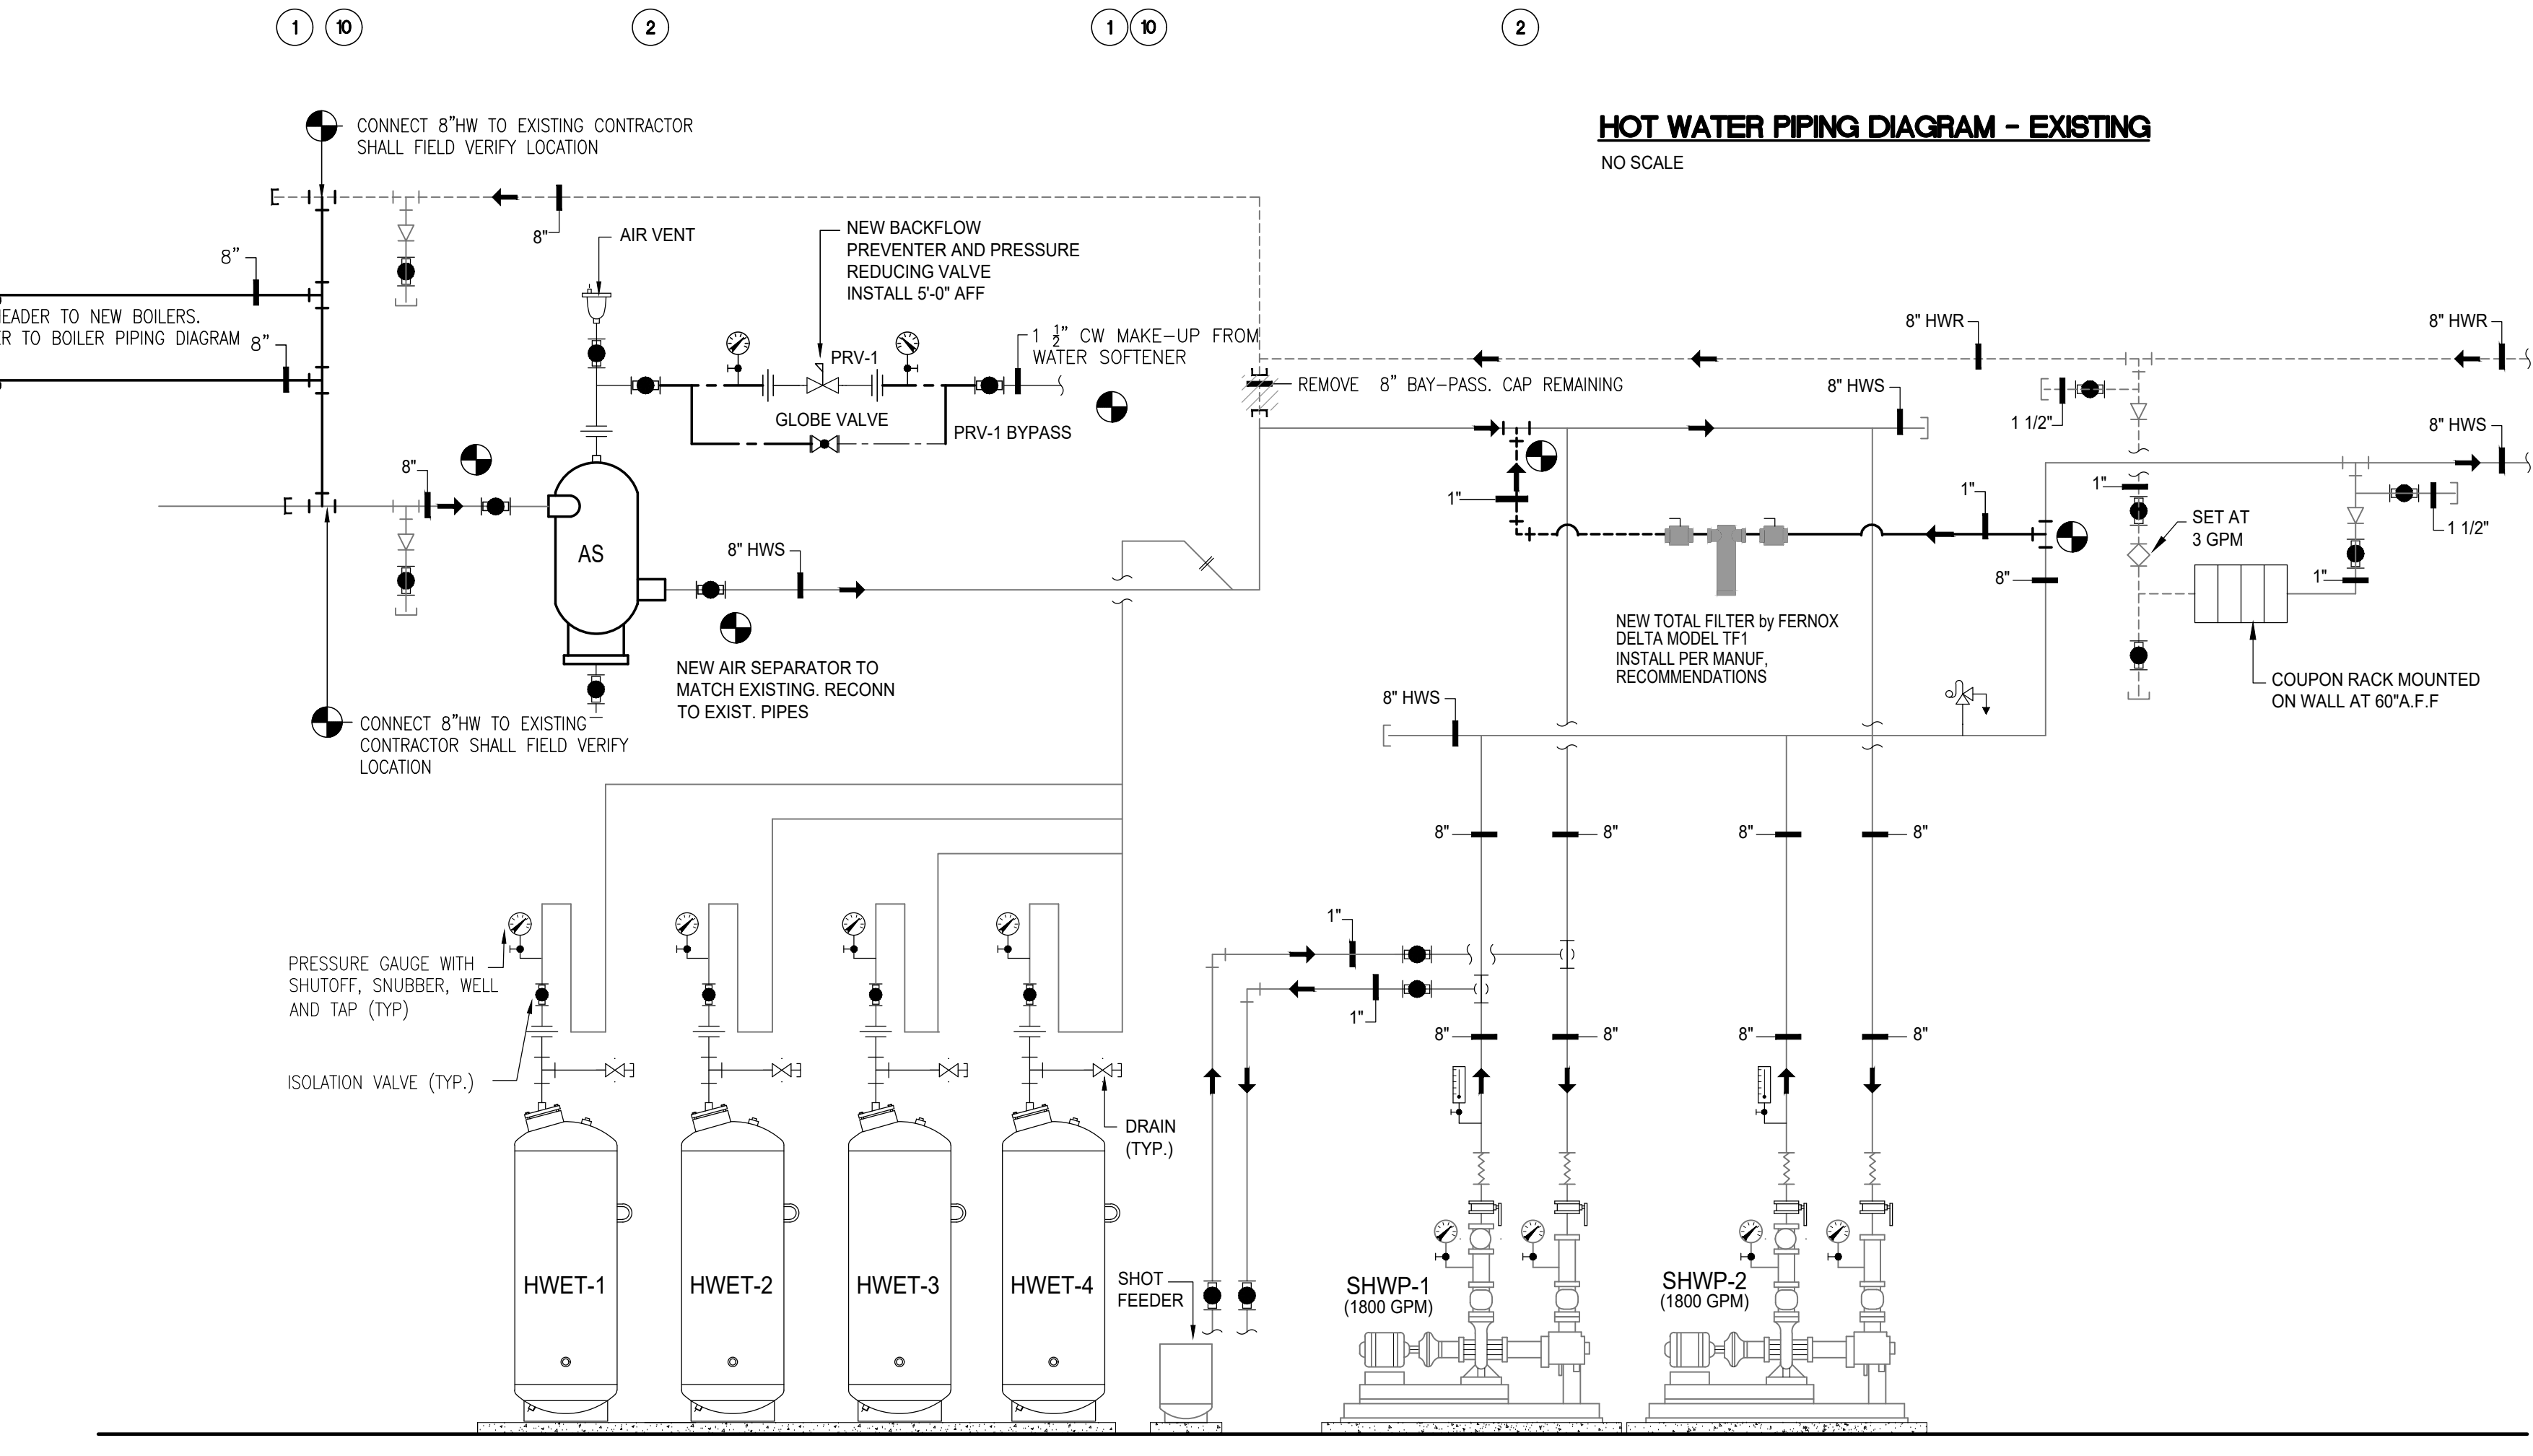 1 10 2 1 10 2
CONNECT 8"HW TO EXISTING CONTRACTOR
SHALL FIELD VERIFY LOCATION
HOT WATER PIPING DIAGRAM - EXISTING
NO SCALE
8"
AIR VENT
NEW BACKFLOW
PREVENTER AND PRESSURE
REDUCING VALVE
INSTALL 5'-0" AFF
8"
EADER TO NEW BOILERS.
R TO BOILER PIPING DIAGRAM
8"
PRV-1
1 1/2" CW MAKE-UP FROM
WATER SOFTENER
GLOBE VALVE
PRV-1 BYPASS
REMOVE 8" BAY-PASS. CAP REMAINING
8" HWR
8" HWR
8" HWS
1 1/2"
8" HWS
8"
AS
8" HWS
1"
1"
1"
SET AT
3 GPM
1 1/2"
8"
1"
NEW TOTAL FILTER by FERNOX
DELTA MODEL TF1
INSTALL PER MANUF,
RECOMMENDATIONS
COUPON RACK MOUNTED
ON WALL AT 60"A.F.F
NEW AIR SEPARATOR TO
MATCH EXISTING. RECONN
TO EXIST. PIPES
CONNECT 8"HW TO EXISTING
CONTRACTOR SHALL FIELD VERIFY
LOCATION
8" HWS
8" 8" 8" 8"
1"
1"
8" 8" 8" 8"
PRESSURE GAUGE WITH
SHUTOFF, SNUBBER, WELL
AND TAP (TYP)
ISOLATION VALVE (TYP.)
DRAIN
(TYP.)
HWET-1
HWET-2
HWET-3
HWET-4
SHOT
FEEDER
SHWP-1
(1800 GPM)
SHWP-2
(1800 GPM)